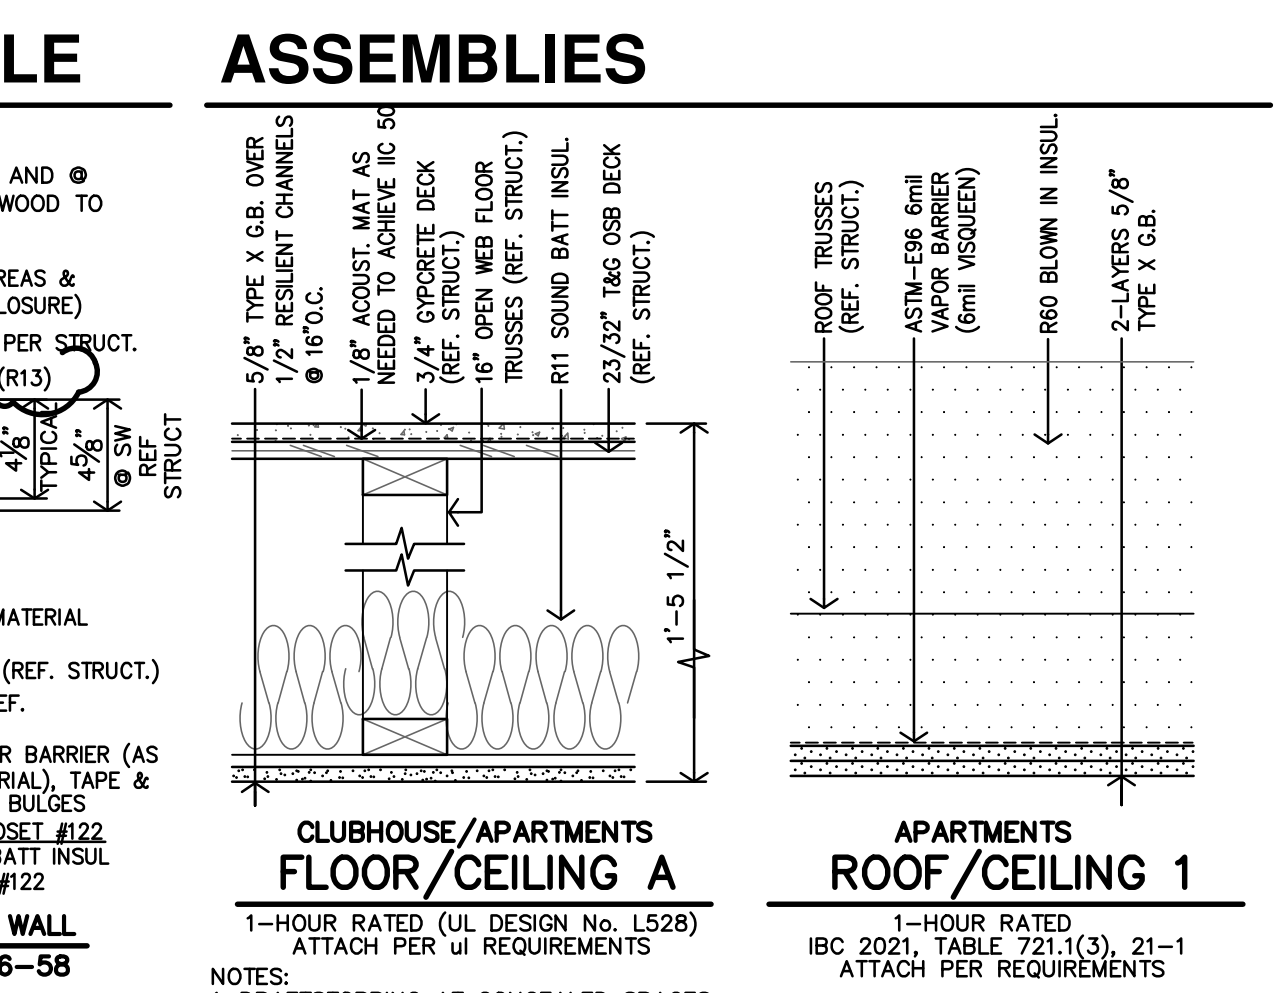 LE
ASSEMBLIES
AND @
WOOD TO
REAS &
LOSURE)
PER STRUCT.
(R13)
4 1/8"
TYPICAL
4 5/8"
@ SW
REF
STRUCT
MATERIAL
(REF. STRUCT.)
EF.
R BARRIER (AS
RIAL), TAPE &
BULGES
OSET #122
BATT INSUL
#122
WALL
6-58
5/8" TYPE X G.B. OVER
1/2" RESILIENT CHANNELS
@ 16"O.C.
1/8" ACOUST. MAT AS
NEEDED TO ACHIEVE IIC 50
3/4" GYPCRETE DECK
(REF. STRUCT.)
16" OPEN WEB FLOOR
TRUSSES (REF. STRUCT.)
R11 SOUND BATT INSUL.
23/32" T&G OSB DECK
(REF. STRUCT.)
1'-5 1/2"
CLUBHOUSE/APARTMENTS
FLOOR/CEILING A
1-HOUR RATED (UL DESIGN No. L528)
ATTACH PER ul REQUIREMENTS
NOTES:
ROOF TRUSSES
(REF. STRUCT.)
ASTM-E96 6mil
VAPOR BARRIER
(6mil VISQUEEN)
R60 BLOWN IN INSUL.
2-LAYERS 5/8"
TYPE X G.B.
APARTMENTS
ROOF/CEILING 1
1-HOUR RATED
IBC 2021, TABLE 721.1(3), 21-1
ATTACH PER REQUIREMENTS